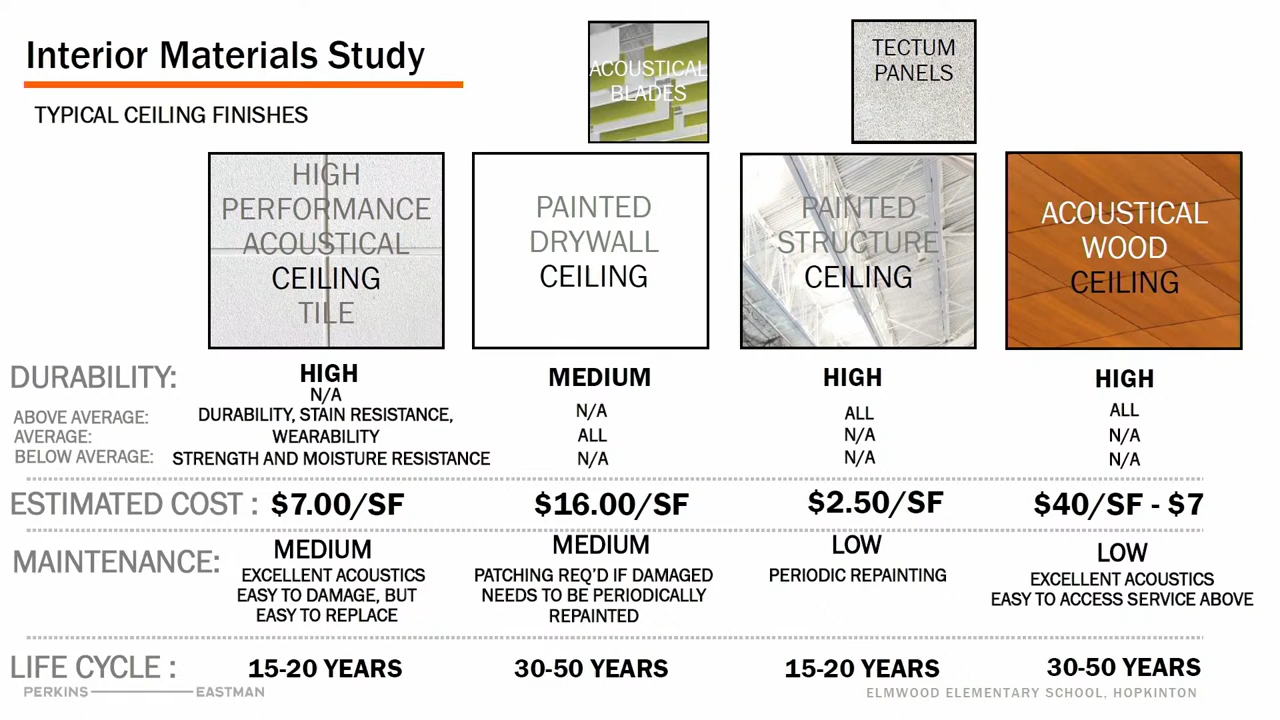 Interior Materials Study
TYPICAL CEILING FINISHES
ACOUSTICAL
BLADES
TECTUM
PANELS
HIGH
PERFORMANCE
ACOUSTICAL
CEILING
TILE
PAINTED
DRYWALL
CEILING
PAINTED
STRUCTURE
CEILING
ACOUSTICAL
WOOD
CEILING
DURABILITY: HIGH MEDIUM HIGH HIGH
N/A
ABOVE AVERAGE: DURABILITY, STAIN RESISTANCE, N/A ALL ALL
AVERAGE: WEARABILITY ALL N/A N/A
BELOW AVERAGE: STRENGTH AND MOISTURE RESISTANCE N/A N/A N/A
ESTIMATED COST : $7.00/SF $16.00/SF $2.50/SF $40/SF - $7
MAINTENANCE: MEDIUM MEDIUM LOW LOW
EXCELLENT ACOUSTICS
EASY TO DAMAGE, BUT
EASY TO REPLACE
PATCHING REQ'D IF DAMAGED
NEEDS TO BE PERIODICALLY
REPAINTED
PERIODIC REPAINTING
EXCELLENT ACOUSTICS
EASY TO ACCESS SERVICE ABOVE
LIFE CYCLE : 15-20 YEARS 30-50 YEARS 15-20 YEARS 30-50 YEARS
PERKINS EASTMAN
ELMWOOD ELEMENTARY SCHOOL, HOPKINTON